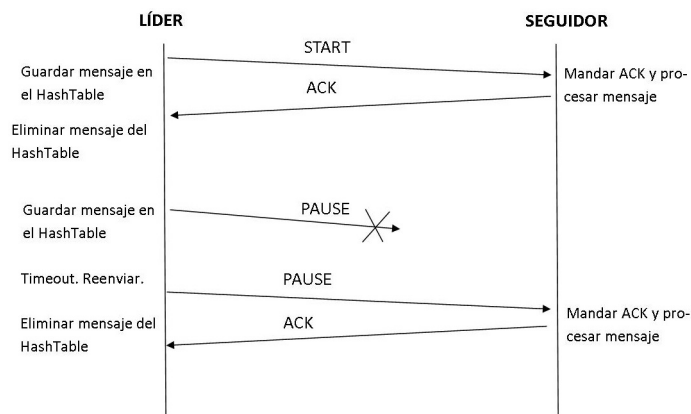 LÍDER
SEGUIDOR
START
Guardar mensaje en
el HashTable
Mandar ACK y pro-
cesar mensaje
ACK
Eliminar mensaje del
HashTable
Guardar mensaje en
el HashTable
PAUSE
Timeout. Reenviar.
PAUSE
Mandar ACK y pro-
cesar mensaje
Eliminar mensaje del
HashTable
ACK